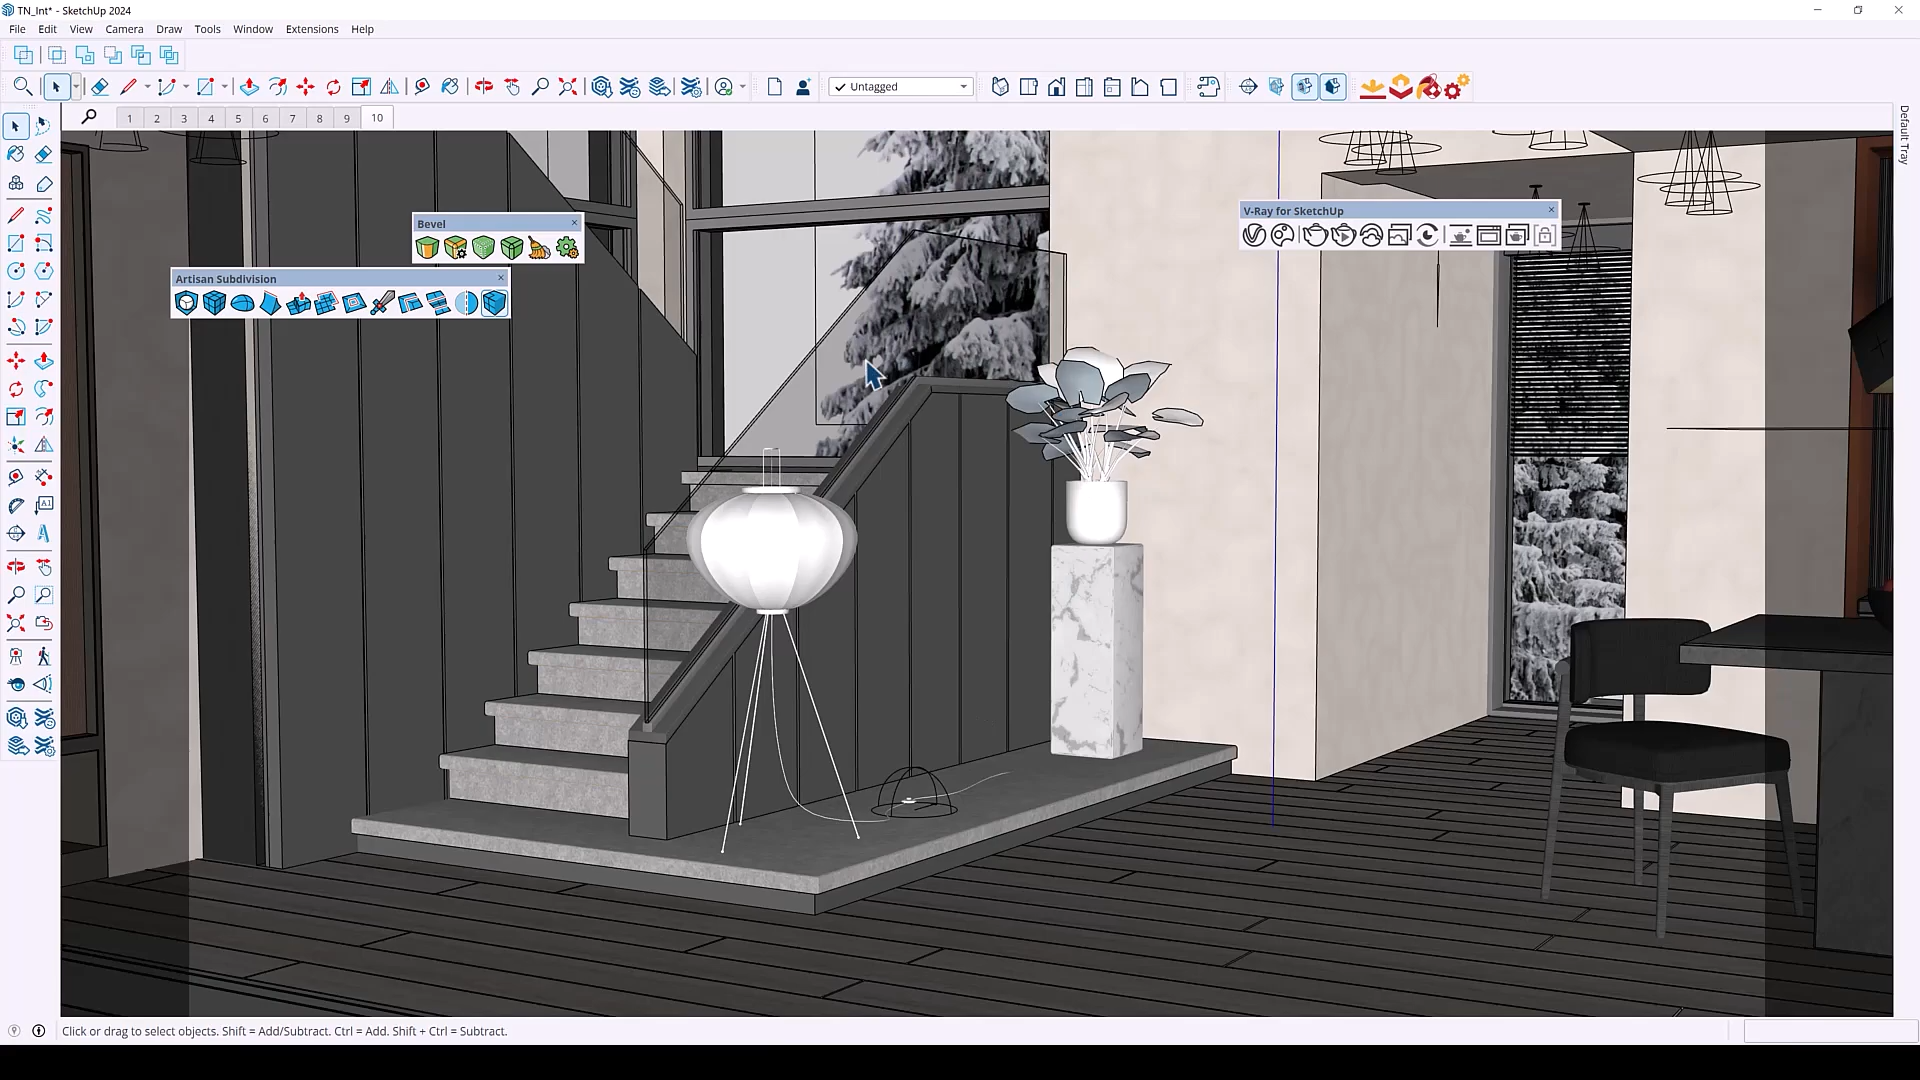 TN_Int* - SketchUp 2024
File Edit View Camera Draw Tools Window Extensions Help
Untagged
1 2 3 4 5 6 7 8 9 10
Default Tray
Bevel
V-Ray for SketchUp
Artisan Subdivision
A1
A
Click or drag to select objects. Shift = Add/Subtract. Ctrl = Add. Shift + Ctrl = Subtract.